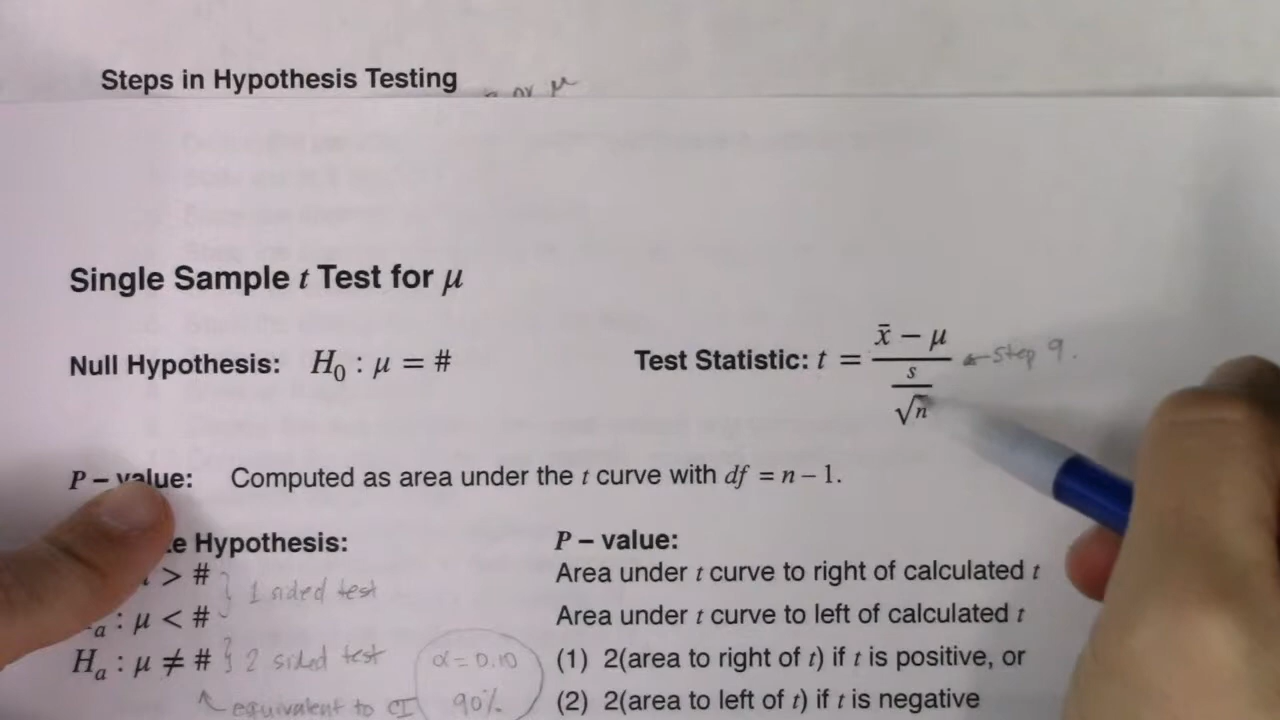 Steps in Hypothesis Testing
or μ
Single Sample t Test for μ
Null Hypothesis: H₀ : μ = #
Test Statistic: t = (x̄ − μ) / (s / √n) ← Step 9.
P – value: Computed as area under the t curve with df = n – 1.
Hypothesis: P – value:
> # } 1 sided test Area under t curve to right of calculated t
a : μ < # Area under t curve to left of calculated t
Hₐ : μ ≠ # } 2 sided test α = 0.10 (1) 2(area to right of t) if t is positive, or
equivalent to CI 90% (2) 2(area to left of t) if t is negative